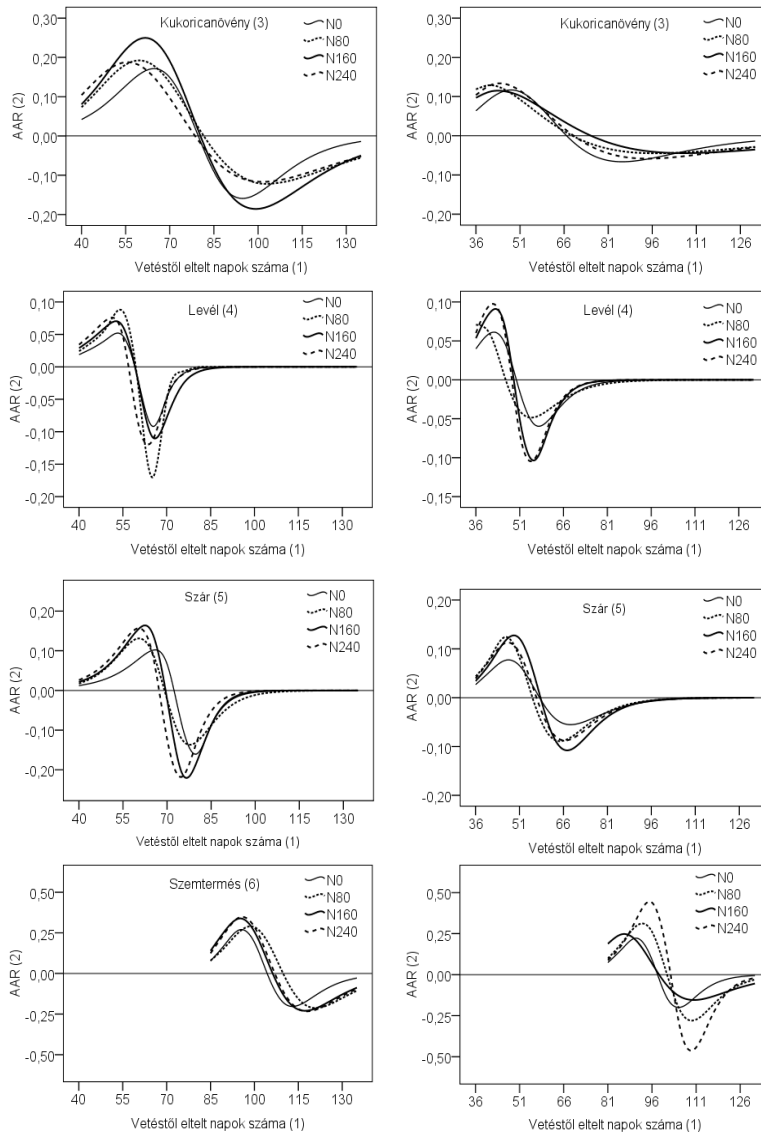 Kukoricanövény (3)
N0
N80
N160
N240
0,30
0,20
0,10
0,00
-0,10
-0,20
AAR (2)
40 55 70 85 100 115 130
Vetéstől eltelt napok száma (1)
Kukoricanövény (3)
N0
N80
N160
N240
0,30
0,20
0,10
0,00
-0,10
-0,20
AAR (2)
36 51 66 81 96 111 126
Vetéstől eltelt napok száma (1)
Levél (4)
N0
N80
N160
N240
0,10
0,05
0,00
-0,05
-0,10
-0,15
-0,20
AAR (2)
40 55 70 85 100 115 130
Vetéstől eltelt napok száma (1)
Levél (4)
N0
N80
N160
N240
0,10
0,05
0,00
-0,05
-0,10
-0,15
AAR (2)
36 51 66 81 96 111 126
Vetéstől eltelt napok száma (1)
Szár (5)
N0
N80
N160
N240
0,20
0,10
0,00
-0,10
-0,20
AAR (2)
40 55 70 85 100 115 130
Vetéstől eltelt napok száma (1)
Szár (5)
N0
N80
N160
N240
0,20
0,10
0,00
-0,10
-0,20
AAR (2)
36 51 66 81 96 111 126
Vetéstől eltelt napok száma (1)
Szemtermés (6)
N0
N80
N160
N240
0,50
0,25
0,00
-0,25
-0,50
AAR (2)
40 55 70 85 100 115 130
Vetéstől eltelt napok száma (1)
N0
N80
N160
N240
0,50
0,25
0,00
-0,25
-0,50
AAR (2)
36 51 66 81 96 111 126
Vetéstől eltelt napok száma (1)